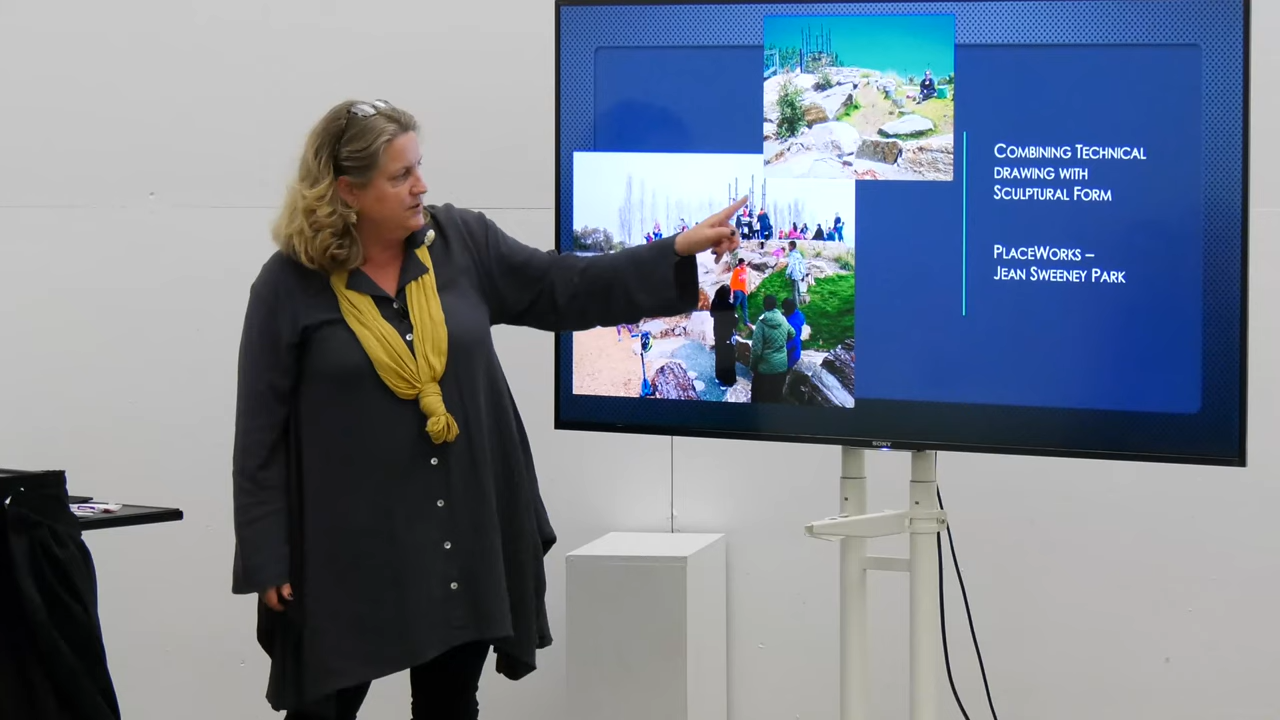 COMBINING TECHNICAL
DRAWING WITH
SCULPTURAL FORM
PLACEWORKS –
JEAN SWEENEY PARK
SONY